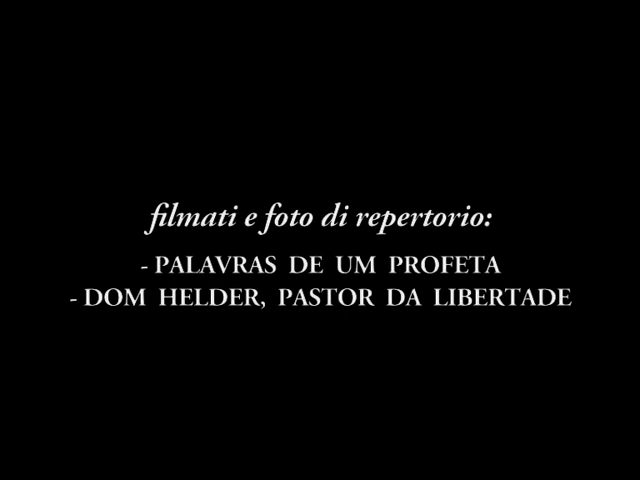 filmati e foto di repertorio:
- PALAVRAS DE UM PROFETA
- DOM HELDER, PASTOR DA LIBERTADE